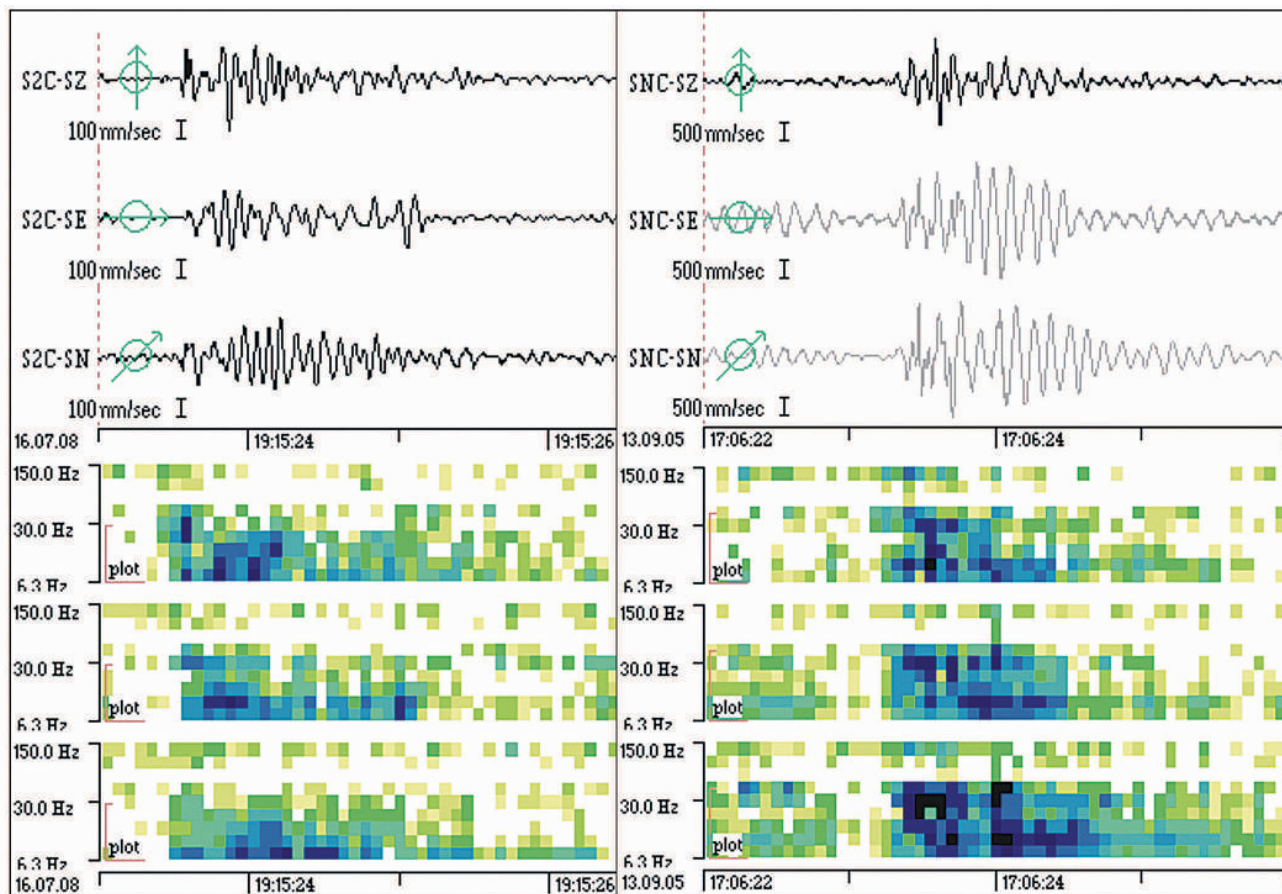 S2C-SZ
100 mm/sec I
S2C-SE
100 mm/sec I
S2C-SN
100 mm/sec I
16.07.08 19:15:24 19:15:26
150.0 Hz
30.0 Hz
plot
6.3 Hz
150.0 Hz
30.0 Hz
plot
6.3 Hz
150.0 Hz
30.0 Hz
plot
6.3 Hz
16.07.08 19:15:24 19:15:26
SNC-SZ
500 mm/sec I
SNC-SE
500 mm/sec I
SNC-SN
500 mm/sec I
13.09.05 17:06:22 17:06:24
150.0 Hz
30.0 Hz
plot
6.3 Hz
150.0 Hz
30.0 Hz
plot
6.3 Hz
150.0 Hz
30.0 Hz
plot
6.3 Hz
13.09.05 17:06:22 17:06:24